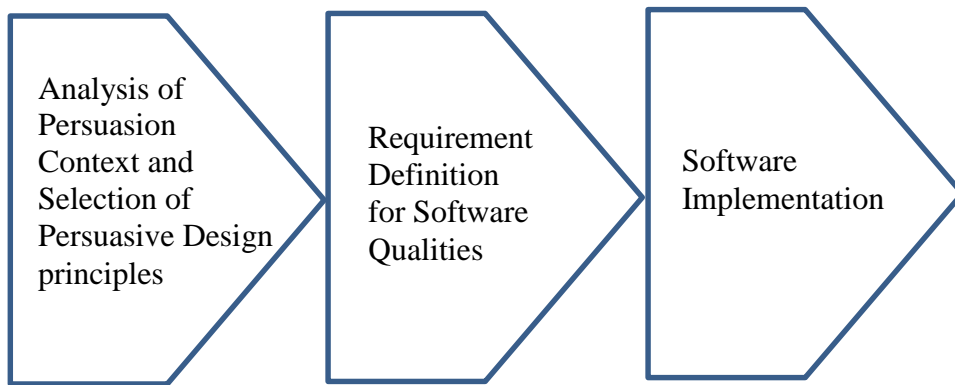 Analysis of
Persuasion
Context and
Selection of
Persuasive Design
principles
Requirement
Definition
for Software
Qualities
Software
Implementation